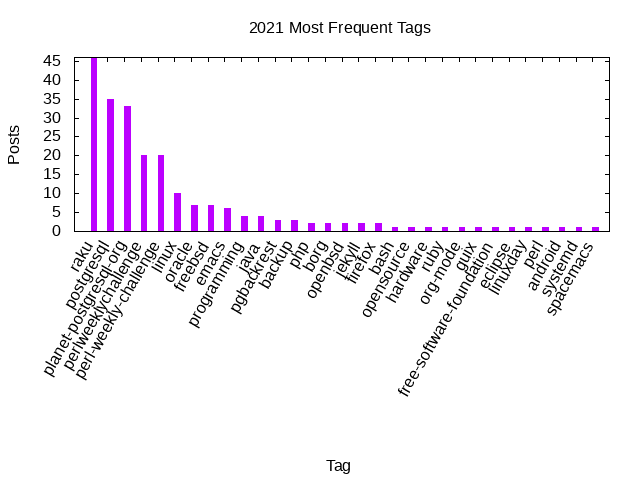 2021 Most Frequent Tags
Posts
45
40
35
30
25
20
15
10
5
0
raku
postgresql
planet-postgresql-org
perlweeklychallenge
perl-weekly-challenge
linux
oracle
freebsd
emacs
programming
java
pgbackrest
backup
php
borg
openbsd
jekyll
firefox
bash
opensource
hardware
ruby
org-mode
guix
free-software-foundation
eclipse
linuxday
perl
android
systemd
spacemacs
Tag